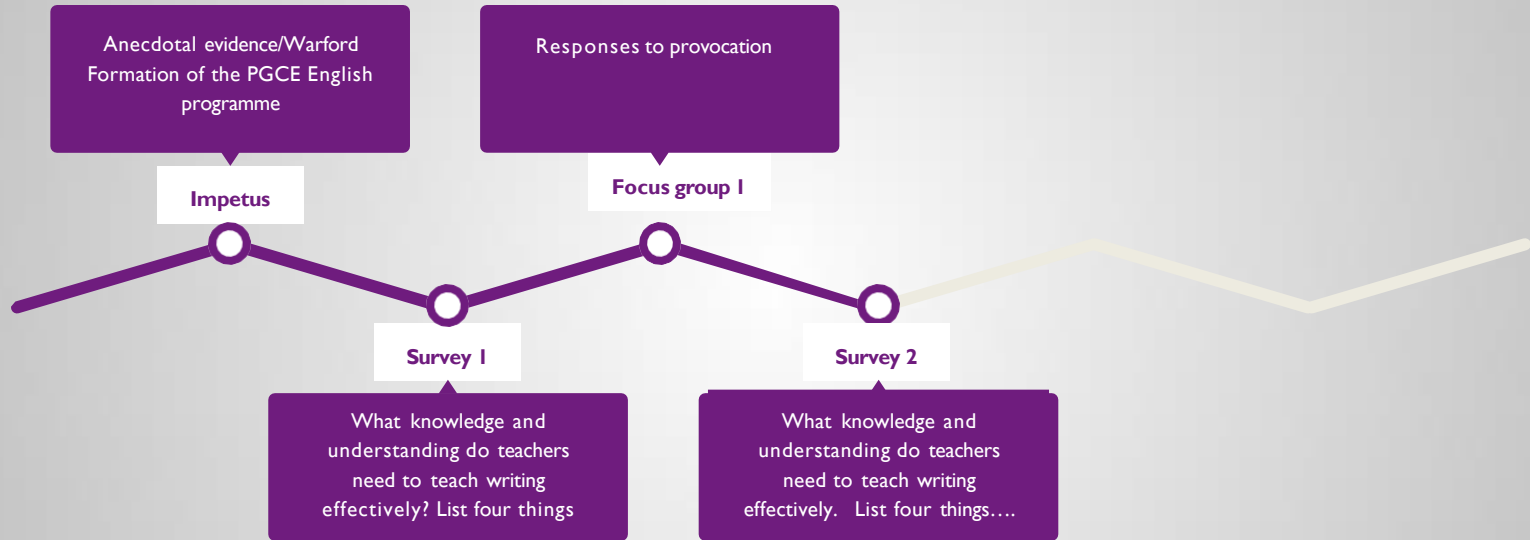 Anecdotal evidence/Warford
Formation of the PGCE English
programme
Responses to provocation
Impetus
Focus group 1
Survey 1
Survey 2
What knowledge and
understanding do teachers
need to teach writing
effectively? List four things
What knowledge and
understanding do teachers
need to teach writing
effectively. List four things….